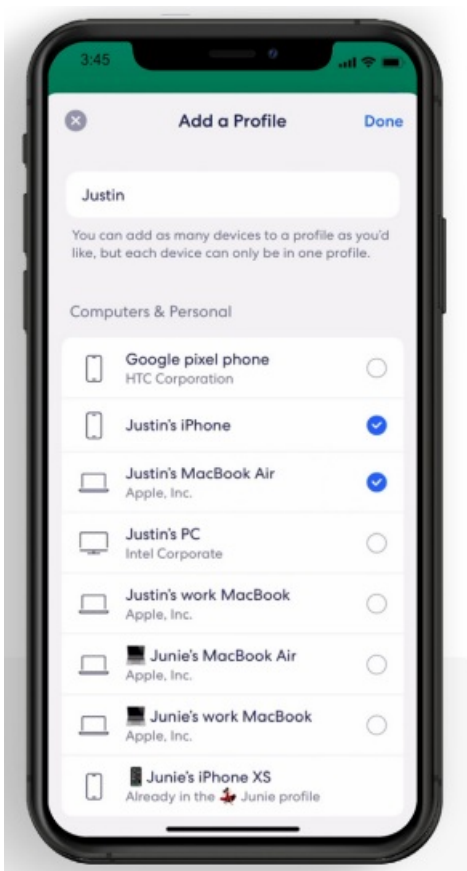 3:45
Add a Profile
Done
Justin
You can add as many devices to a profile as you'd
like, but each device can only be in one profile.
Computers & Personal
Google pixel phone
HTC Corporation
Justin's iPhone
Justin's MacBook Air
Apple, Inc.
Justin's PC
Intel Corporate
Justin's work MacBook
Apple, Inc.
Junie's MacBook Air
Apple, Inc.
Junie's work MacBook
Apple, Inc.
Junie's iPhone XS
Already in the 💃 Junie profile